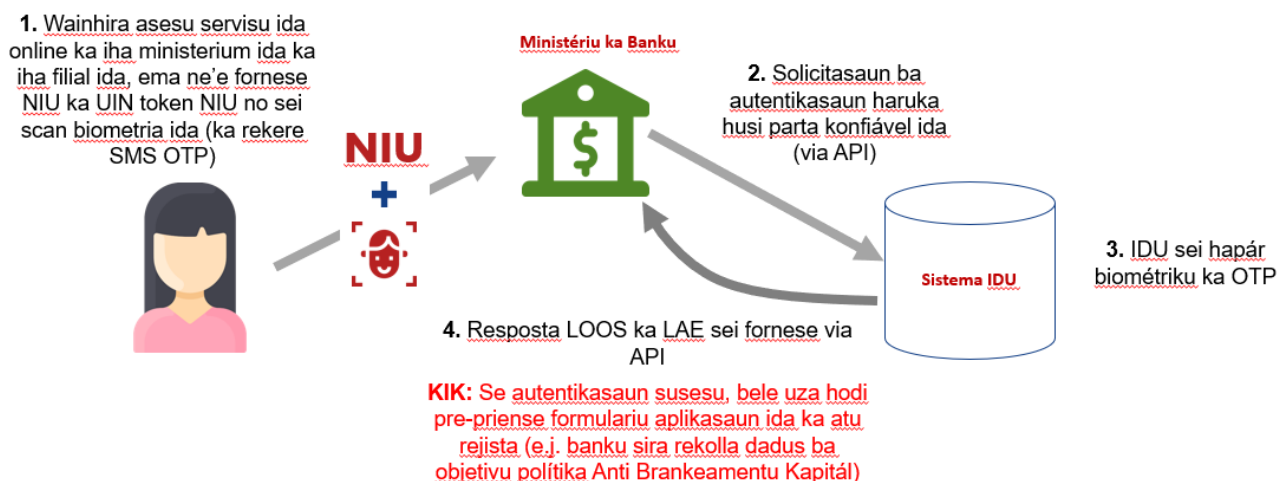 1. Wainhira asesu servisu ida
online ka iha ministerium ida ka
iha filial ida, ema ne'e fornese
NIU ka UIN token NIU no sei
scan biometria ida (ka rekere
SMS OTP)
NIU
+
Ministériu ka Banku
$
2. Solicitasaun ba
autentikasaun haruka
husi parta konfiável ida
(via API)
Sistema IDU
3. IDU sei hapár
biométriku ka OTP
4. Resposta LOOS ka LAE sei fornese via
API
KIK: Se autentikasaun susesu, bele uza hodi
pre-priense formulariu aplikasaun ida ka atu
rejista (e.j. banku sira rekolla dadus ba
objetivu polítika Anti Brankeamentu Kapitál)